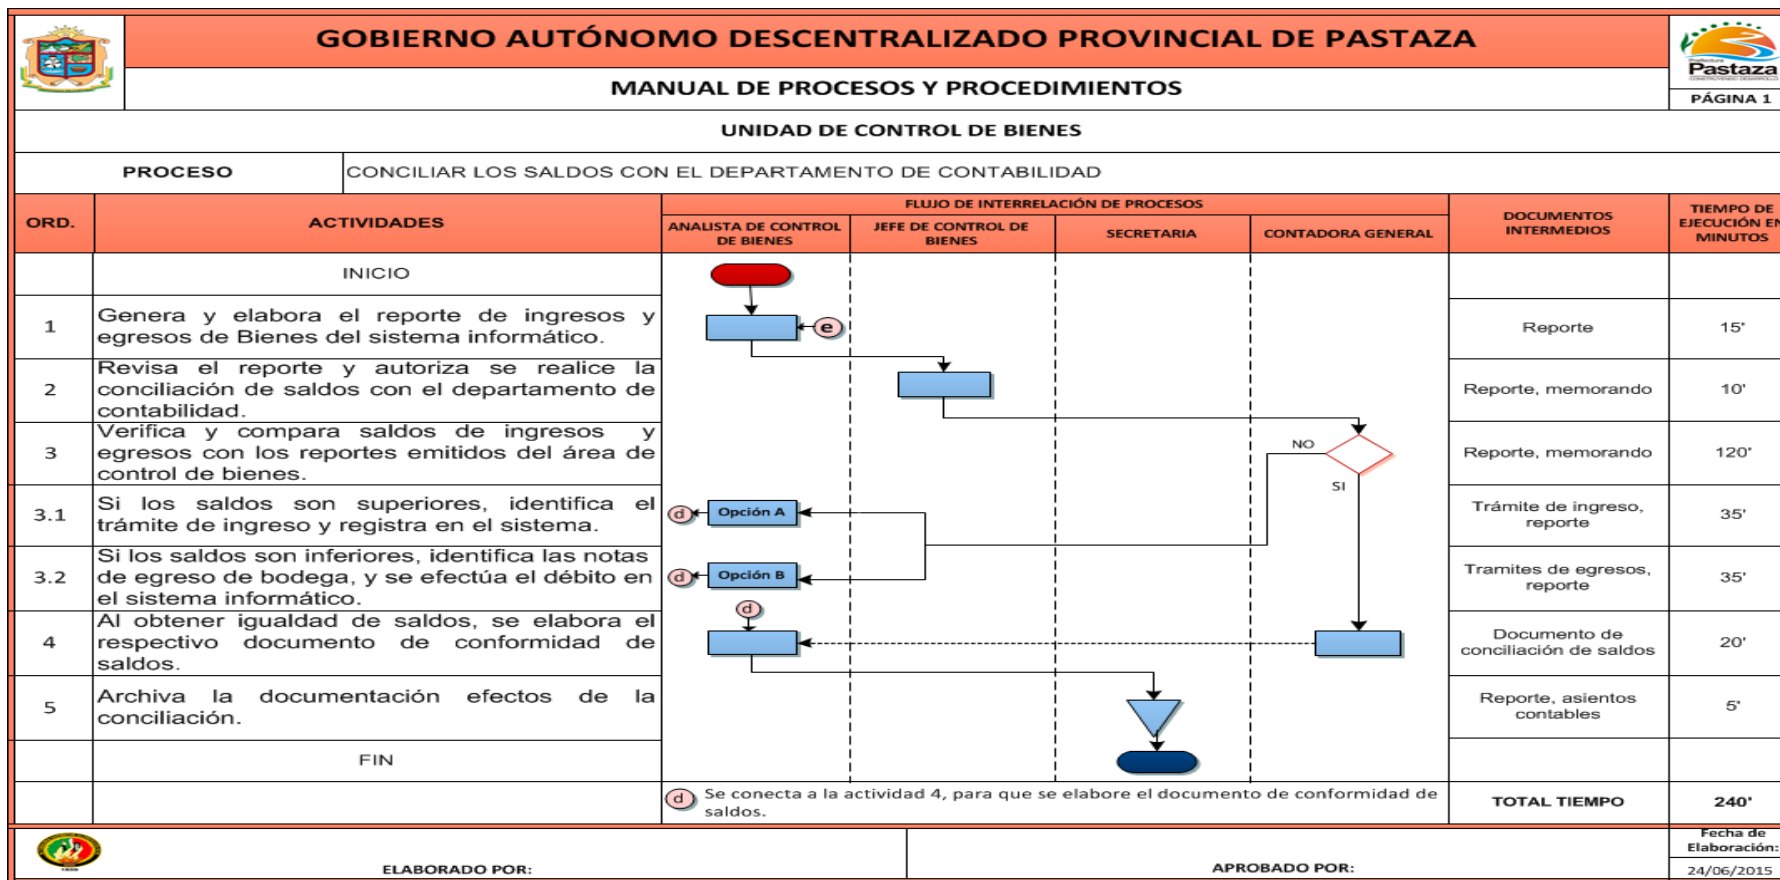 GOBIERNO AUTÓNOMO DESCENTRALIZADO PROVINCIAL DE PASTAZA
Pastaza
MANUAL DE PROCESOS Y PROCEDIMIENTOS
PÁGINA 1
UNIDAD DE CONTROL DE BIENES
PROCESO
CONCILIAR LOS SALDOS CON EL DEPARTAMENTO DE CONTABILIDAD
ORD.
ACTIVIDADES
FLUJO DE INTERRELACIÓN DE PROCESOS
ANALISTA DE CONTROL
DE BIENES
JEFE DE CONTROL DE
BIENES
SECRETARIA
CONTADORA GENERAL
DOCUMENTOS
INTERMEDIOS
TIEMPO DE
EJECUCIÓN EN
MINUTOS
INICIO
1
Genera y elabora el reporte de ingresos y
egresos de Bienes del sistema informático.
e
Reporte
15'
2
Revisa el reporte y autoriza se realice la
conciliación de saldos con el departamento de
contabilidad.
Reporte, memorando
10'
3
Verifica y compara saldos de ingresos y
egresos con los reportes emitidos del área de
control de bienes.
NO
SI
Reporte, memorando
120'
3.1
Si los saldos son superiores, identifica el
trámite de ingreso y registra en el sistema.
d
Opción A
Trámite de ingreso,
reporte
35'
3.2
Si los saldos son inferiores, identifica las notas
de egreso de bodega, y se efectúa el débito en
el sistema informático.
d
Opción B
Tramites de egresos,
reporte
35'
4
Al obtener igualdad de saldos, se elabora el
respectivo documento de conformidad de
saldos.
d
Documento de
conciliación de saldos
20'
5
Archiva la documentación efectos de la
conciliación.
Reporte, asientos
contables
5'
FIN
d
Se conecta a la actividad 4, para que se elabore el documento de conformidad de
saldos.
TOTAL TIEMPO
240'
ELABORADO POR:
APROBADO POR:
Fecha de
Elaboración:
24/06/2015